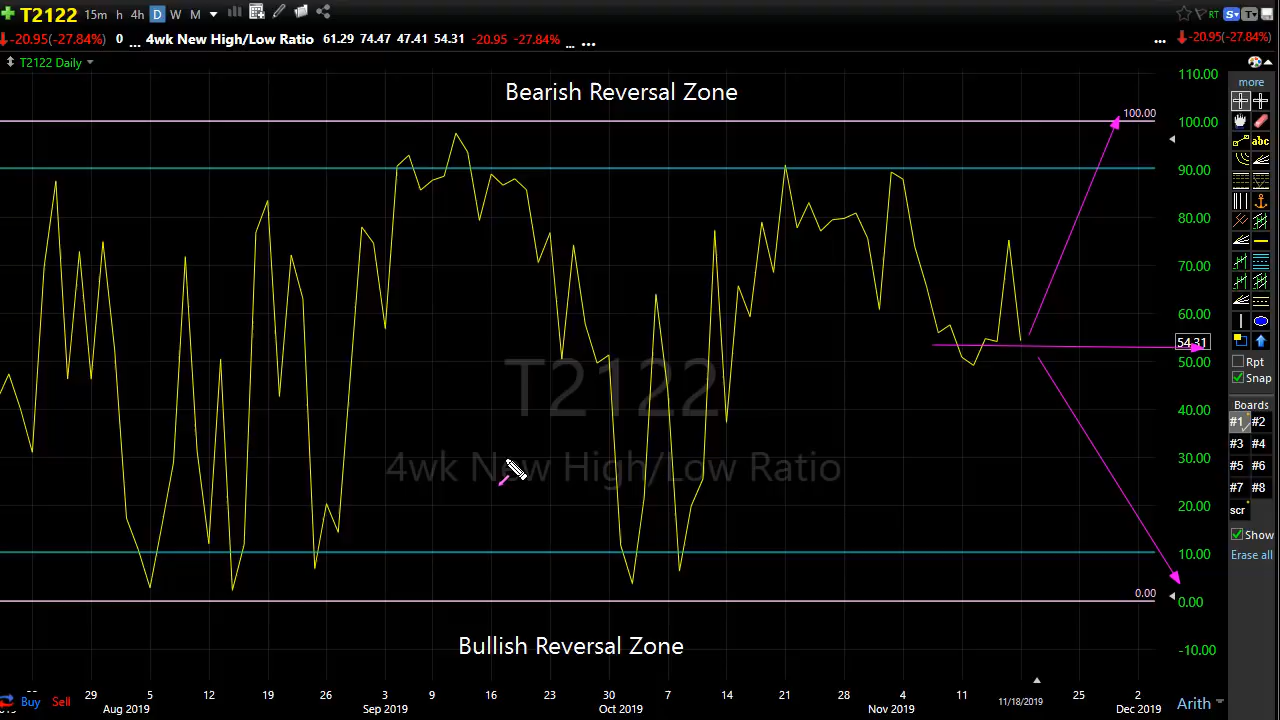 T2122 15m h 4h D W M RT S T
-20.95(-27.84%) 0 ... 4wk New High/Low Ratio 61.29 74.47 47.41 54.31 -20.95 -27.84% ... ... ... -20.95(-27.84%)
T2122 Daily
more
Bearish Reversal Zone
110.00
100.00
100.00
90.00
80.00
70.00
60.00
54.31
50.00
40.00
30.00
20.00
10.00
0.00
0.00
-10.00
T2122
4wk New High/Low Ratio
Bullish Reversal Zone
abc
Rpt
Snap
Boards
#1 #2
#3 #4
#5 #6
#7 #8
scr
Show
Erase all
29 5 12 19 26 3 9 16 23 30 7 14 21 28 4 11 11/18/2019 25 2
Buy Sell
Aug 2019 Sep 2019 Oct 2019 Nov 2019 Dec 2019
Arith